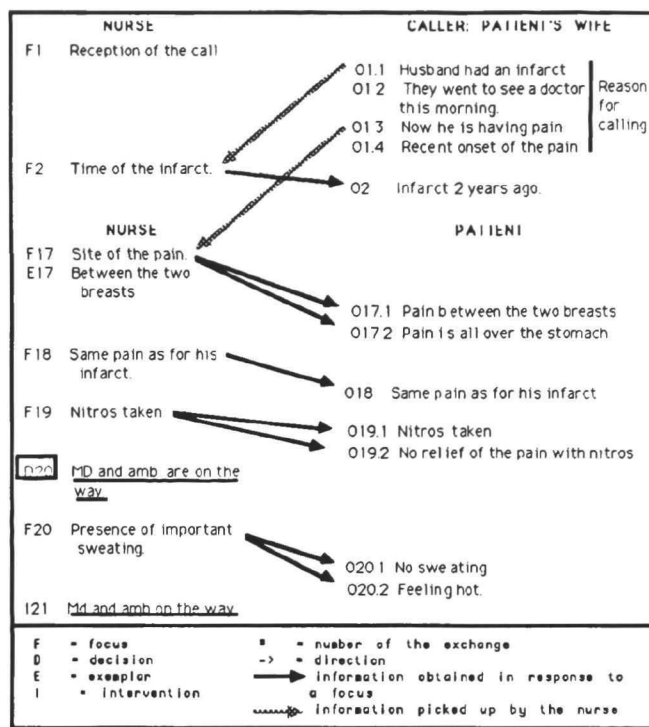 NURSE CALLER: PATIENT'S WIFE
F1 Reception of the call
O1.1 Husband had an infarct
O1.2 They went to see a doctor
this morning.
O1.3 Now he is having pain
O1.4 Recent onset of the pain
Reason
for
calling
F2 Time of the infarct.
O2 Infarct 2 years ago.
NURSE PATIENT
F17 Site of the pain.
E17 Between the two
breasts
O17.1 Pain between the two breasts
O17.2 Pain is all over the stomach
F18 Same pain as for his
infarct.
O18 Same pain as for his infarct
F19 Nitros taken
O19.1 Nitros taken
O19.2 No relief of the pain with nitros
D20 MD and amb. are on the
way
F20 Presence of important
sweating.
O20.1 No sweating
O20.2 Feeling hot.
I21 Md and amb on the way
F - focus
D - decision
E - exemplar
I - intervention
- number of the exchange
-> - direction
information obtained in response to
a focus
information picked up by the nurse